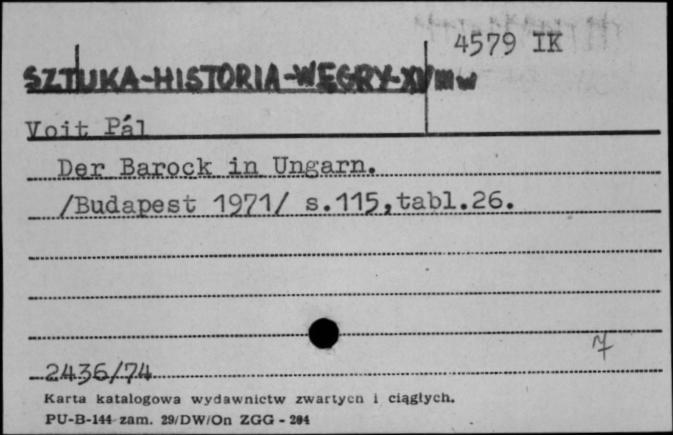 4579 IK
SZTUKA-HISTORIA-WĘGRY-XVIIIw
Voit Pál
Der Barock in Ungarn.
/Budapest 1971/ s.115,tabl.26.
2436/74
Karta katalogowa wydawnictw zwartych i ciągłych.
PU-B-144 zam. 29/DW/On ZGG - 204